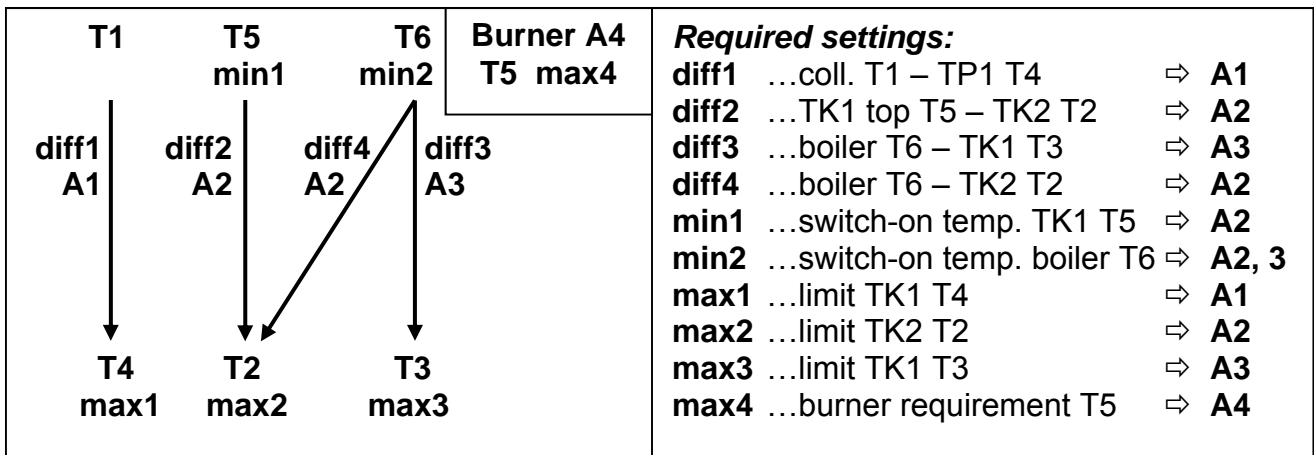 T1 T5 T6 Burner A4
min1 min2 T5 max4
diff1 diff2 diff4 diff3
A1 A2 A2 A3
T4 T2 T3
max1 max2 max3
Required settings:
diff1 …coll. T1 – TP1 T4 ⇨ A1
diff2 …TK1 top T5 – TK2 T2 ⇨ A2
diff3 …boiler T6 – TK1 T3 ⇨ A3
diff4 …boiler T6 – TK2 T2 ⇨ A2
min1 …switch-on temp. TK1 T5 ⇨ A2
min2 …switch-on temp. boiler T6 ⇨ A2, 3
max1 …limit TK1 T4 ⇨ A1
max2 …limit TK2 T2 ⇨ A2
max3 …limit TK1 T3 ⇨ A3
max4 …burner requirement T5 ⇨ A4